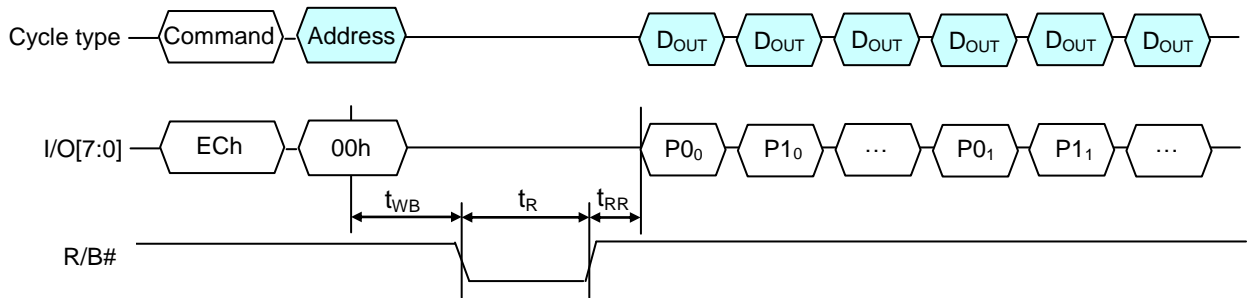 Cycle type Command Address DOUT DOUT DOUT DOUT DOUT DOUT
I/O[7:0] ECh 00h P0₀ P1₀ ... P0₁ P1₁ ...
tWB tR tRR
R/B#